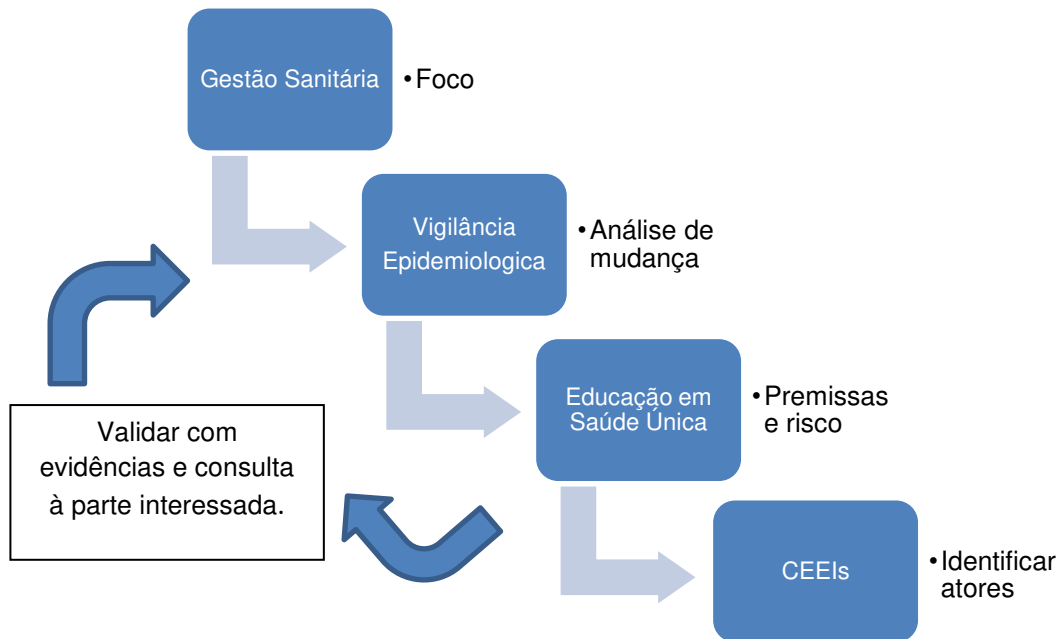 Gestão Sanitária
•Foco
Vigilância
Epidemiologica
•Análise de
mudança
Educação em
Saúde Única
•Premissas
e risco
Validar com
evidências e consulta
à parte interessada.
CEEIs
•Identificar
atores